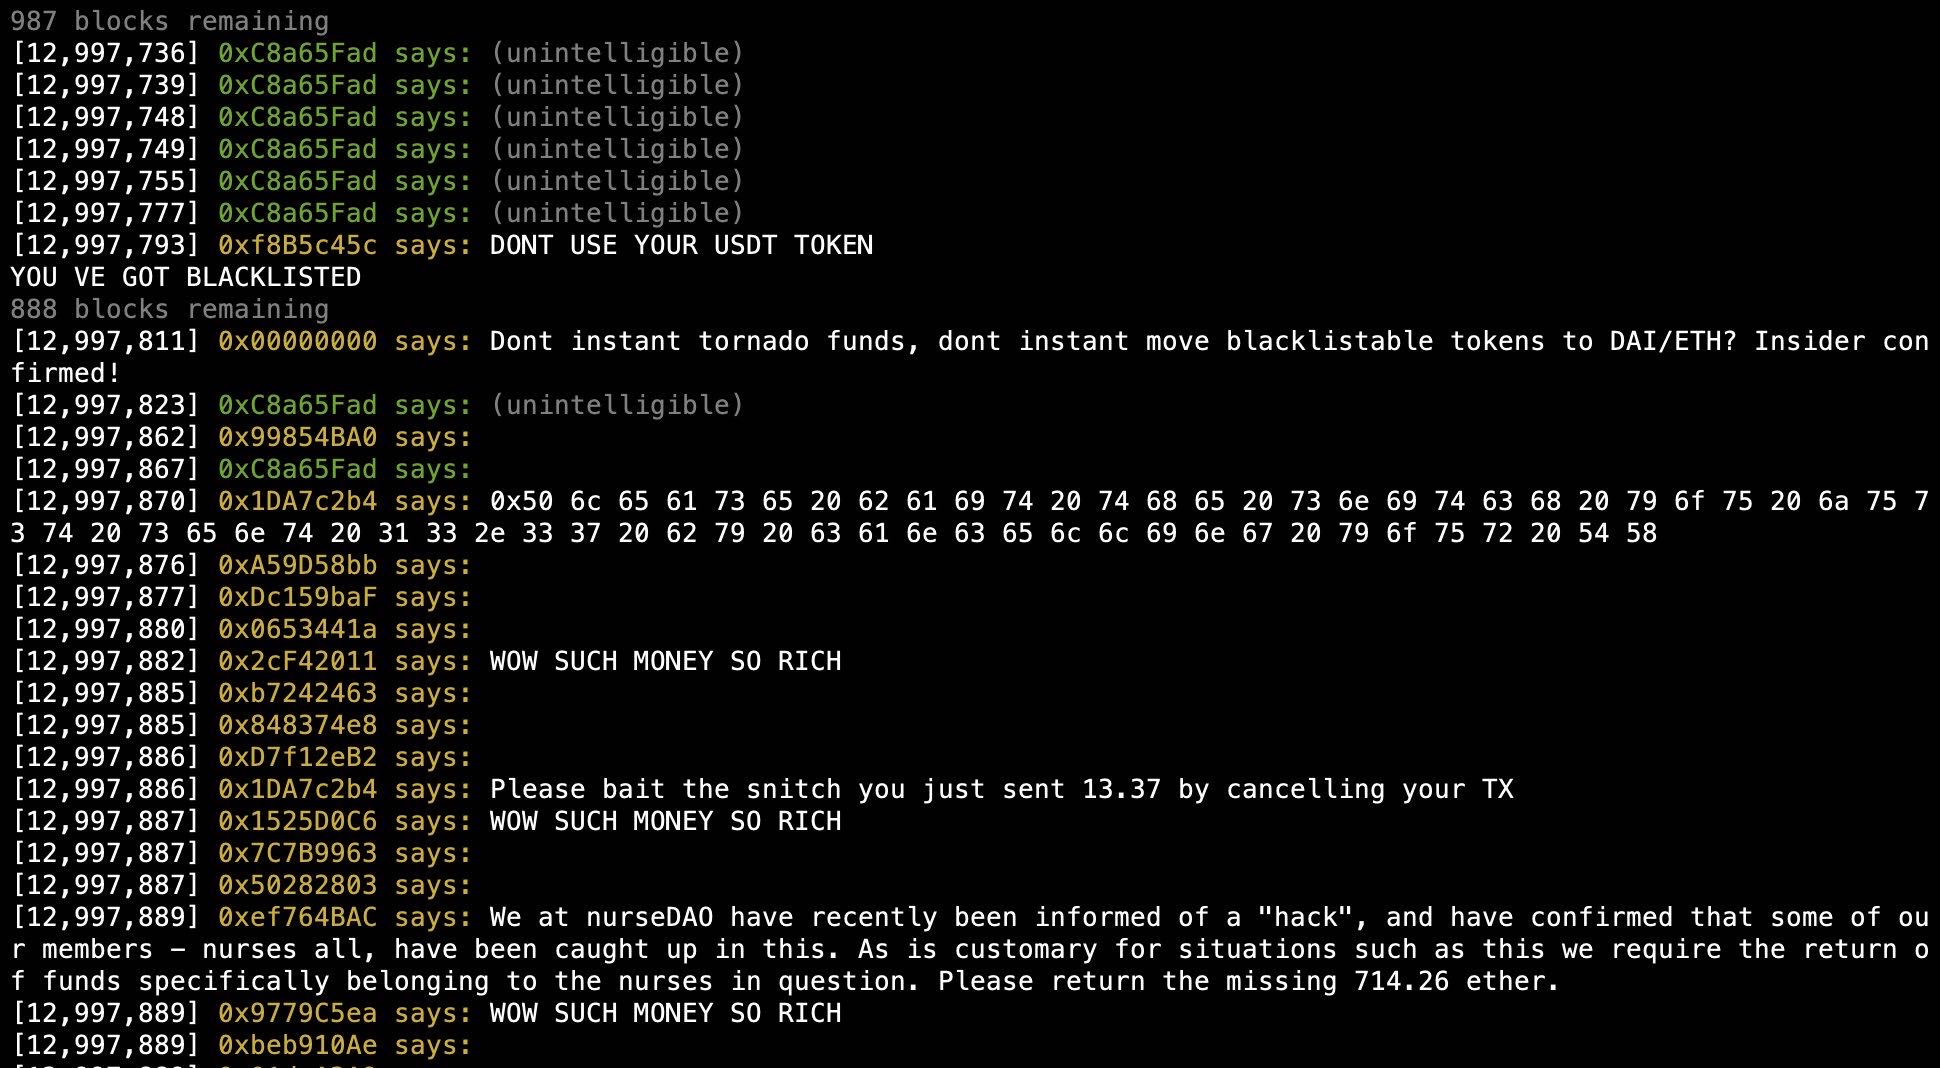 987 blocks remaining
[12,997,736] 0xC8a65Fad says: (unintelligible)
[12,997,739] 0xC8a65Fad says: (unintelligible)
[12,997,748] 0xC8a65Fad says: (unintelligible)
[12,997,749] 0xC8a65Fad says: (unintelligible)
[12,997,755] 0xC8a65Fad says: (unintelligible)
[12,997,777] 0xC8a65Fad says: (unintelligible)
[12,997,793] 0xf8B5c45c says: DONT USE YOUR USDT TOKEN
YOU VE GOT BLACKLISTED
888 blocks remaining
[12,997,811] 0x00000000 says: Dont instant tornado funds, dont instant move blacklistable tokens to DAI/ETH? Insider con
firmed!
[12,997,823] 0xC8a65Fad says: (unintelligible)
[12,997,862] 0x99854BA0 says:
[12,997,867] 0xC8a65Fad says:
[12,997,870] 0x1DA7c2b4 says: 0x50 6c 65 61 73 65 20 62 61 69 74 20 74 68 65 20 73 6e 69 74 63 68 20 79 6f 75 20 6a 75 7
3 74 20 73 65 6e 74 20 31 33 2e 33 37 20 62 79 20 63 61 6e 63 65 6c 6c 69 6e 67 20 79 6f 75 72 20 54 58
[12,997,876] 0xA59D58bb says:
[12,997,877] 0xDc159baF says:
[12,997,880] 0x0653441a says:
[12,997,882] 0x2cF42011 says: WOW SUCH MONEY SO RICH
[12,997,885] 0xb7242463 says:
[12,997,885] 0x848374e8 says:
[12,997,886] 0xD7f12eB2 says:
[12,997,886] 0x1DA7c2b4 says: Please bait the snitch you just sent 13.37 by cancelling your TX
[12,997,887] 0x1525D0C6 says: WOW SUCH MONEY SO RICH
[12,997,887] 0x7C7B9963 says:
[12,997,887] 0x50282803 says:
[12,997,889] 0xef764BAC says: We at nurseDAO have recently been informed of a "hack", and have confirmed that some of ou
r members – nurses all, have been caught up in this. As is customary for situations such as this we require the return o
f funds specifically belonging to the nurses in question. Please return the missing 714.26 ether.
[12,997,889] 0x9779C5ea says: WOW SUCH MONEY SO RICH
[12,997,889] 0xbeb910Ae says: